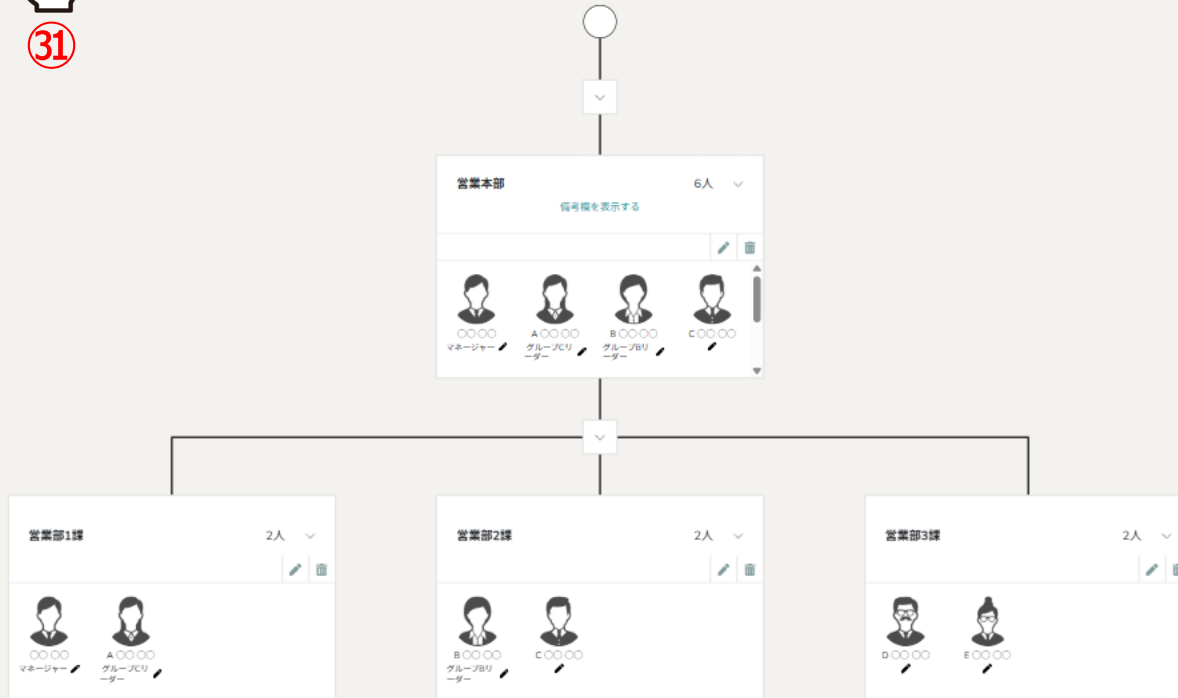 ㉛
営業本部 6人
備考欄を表示する
〇〇 〇〇 A 〇〇 〇〇 B 〇〇 〇〇 C 〇〇 〇〇
マネージャー グループCリ グループBリ
ーダー ーダー
営業部1課 2人 営業部2課 2人 営業部3課 2人
〇〇 〇〇 A 〇〇 〇〇 B 〇〇 〇〇 C 〇〇 〇〇 D 〇〇 〇〇 E 〇〇 〇〇
マネージャー グループCリ グループBリ
ーダー ーダー